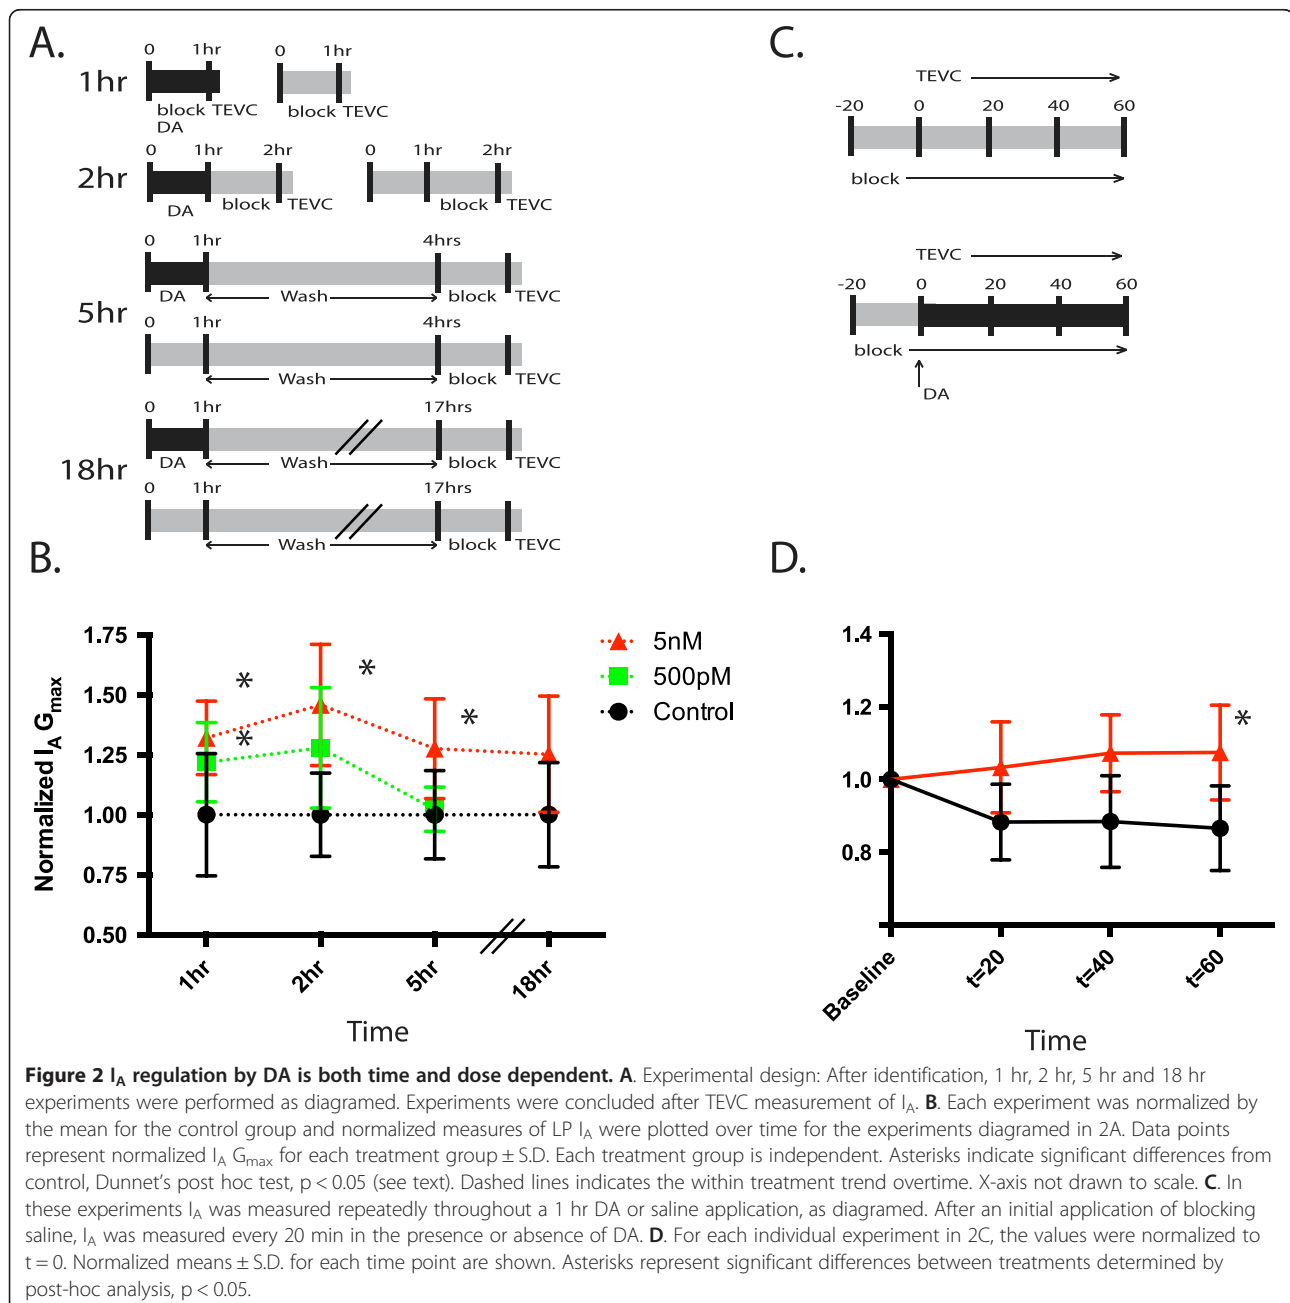 A.
1hr
0 1hr
block TEVC
DA
0 1hr
block TEVC
2hr
0 1hr 2hr
DA block TEVC
0 1hr 2hr
block TEVC
5hr
0 1hr 4hrs
DA Wash block TEVC
0 1hr 4hrs
Wash block TEVC
18hr
0 1hr 17hrs
DA Wash block TEVC
0 1hr 17hrs
Wash block TEVC
C.
TEVC
-20 0 20 40 60
block
TEVC
-20 0 20 40 60
block
DA
B.
Normalized I_A G_max
1.75
1.50
1.25
1.00
0.75
0.50
* * * *
1hr 2hr 5hr 18hr
Time
5nM
500pM
Control
D.
1.4
1.2
1.0
0.8
*
Baseline t=20 t=40 t=60
Time
Figure 2 I_A regulation by DA is both time and dose dependent. A. Experimental design: After identification, 1 hr, 2 hr, 5 hr and 18 hr
experiments were performed as diagramed. Experiments were concluded after TEVC measurement of I_A. B. Each experiment was normalized by
the mean for the control group and normalized measures of LP I_A were plotted over time for the experiments diagramed in 2A. Data points
represent normalized I_A G_max for each treatment group ± S.D. Each treatment group is independent. Asterisks indicate significant differences from
control, Dunnet's post hoc test, p < 0.05 (see text). Dashed lines indicates the within treatment trend overtime. X-axis not drawn to scale. C. In
these experiments I_A was measured repeatedly throughout a 1 hr DA or saline application, as diagramed. After an initial application of blocking
saline, I_A was measured every 20 min in the presence or absence of DA. D. For each individual experiment in 2C, the values were normalized to
t = 0. Normalized means ± S.D. for each time point are shown. Asterisks represent significant differences between treatments determined by
post-hoc analysis, p < 0.05.